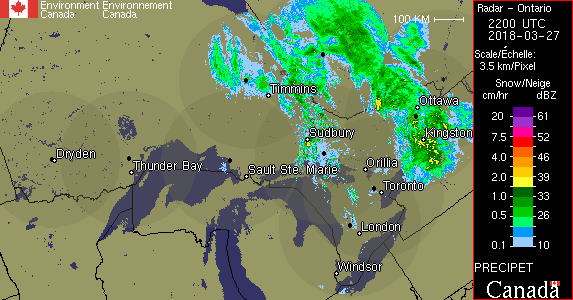 Environment Environnement
Canada Canada
100 KM
Timmins
Ottawa
Kingston
Sudbury
Dryden
Thunder Bay
Sault Ste. Marie
Orillia
Toronto
London
Windsor
Radar - Ontario
2200 UTC
2018-03-27
Scale/Échelle:
3.5 km/Pixel
Snow/Neige
cm/hr dBZ
20 61
7.5 52
4.0 46
2.0 39
1.0 33
0.5 26
0.1 10
PRECIPET
Canada